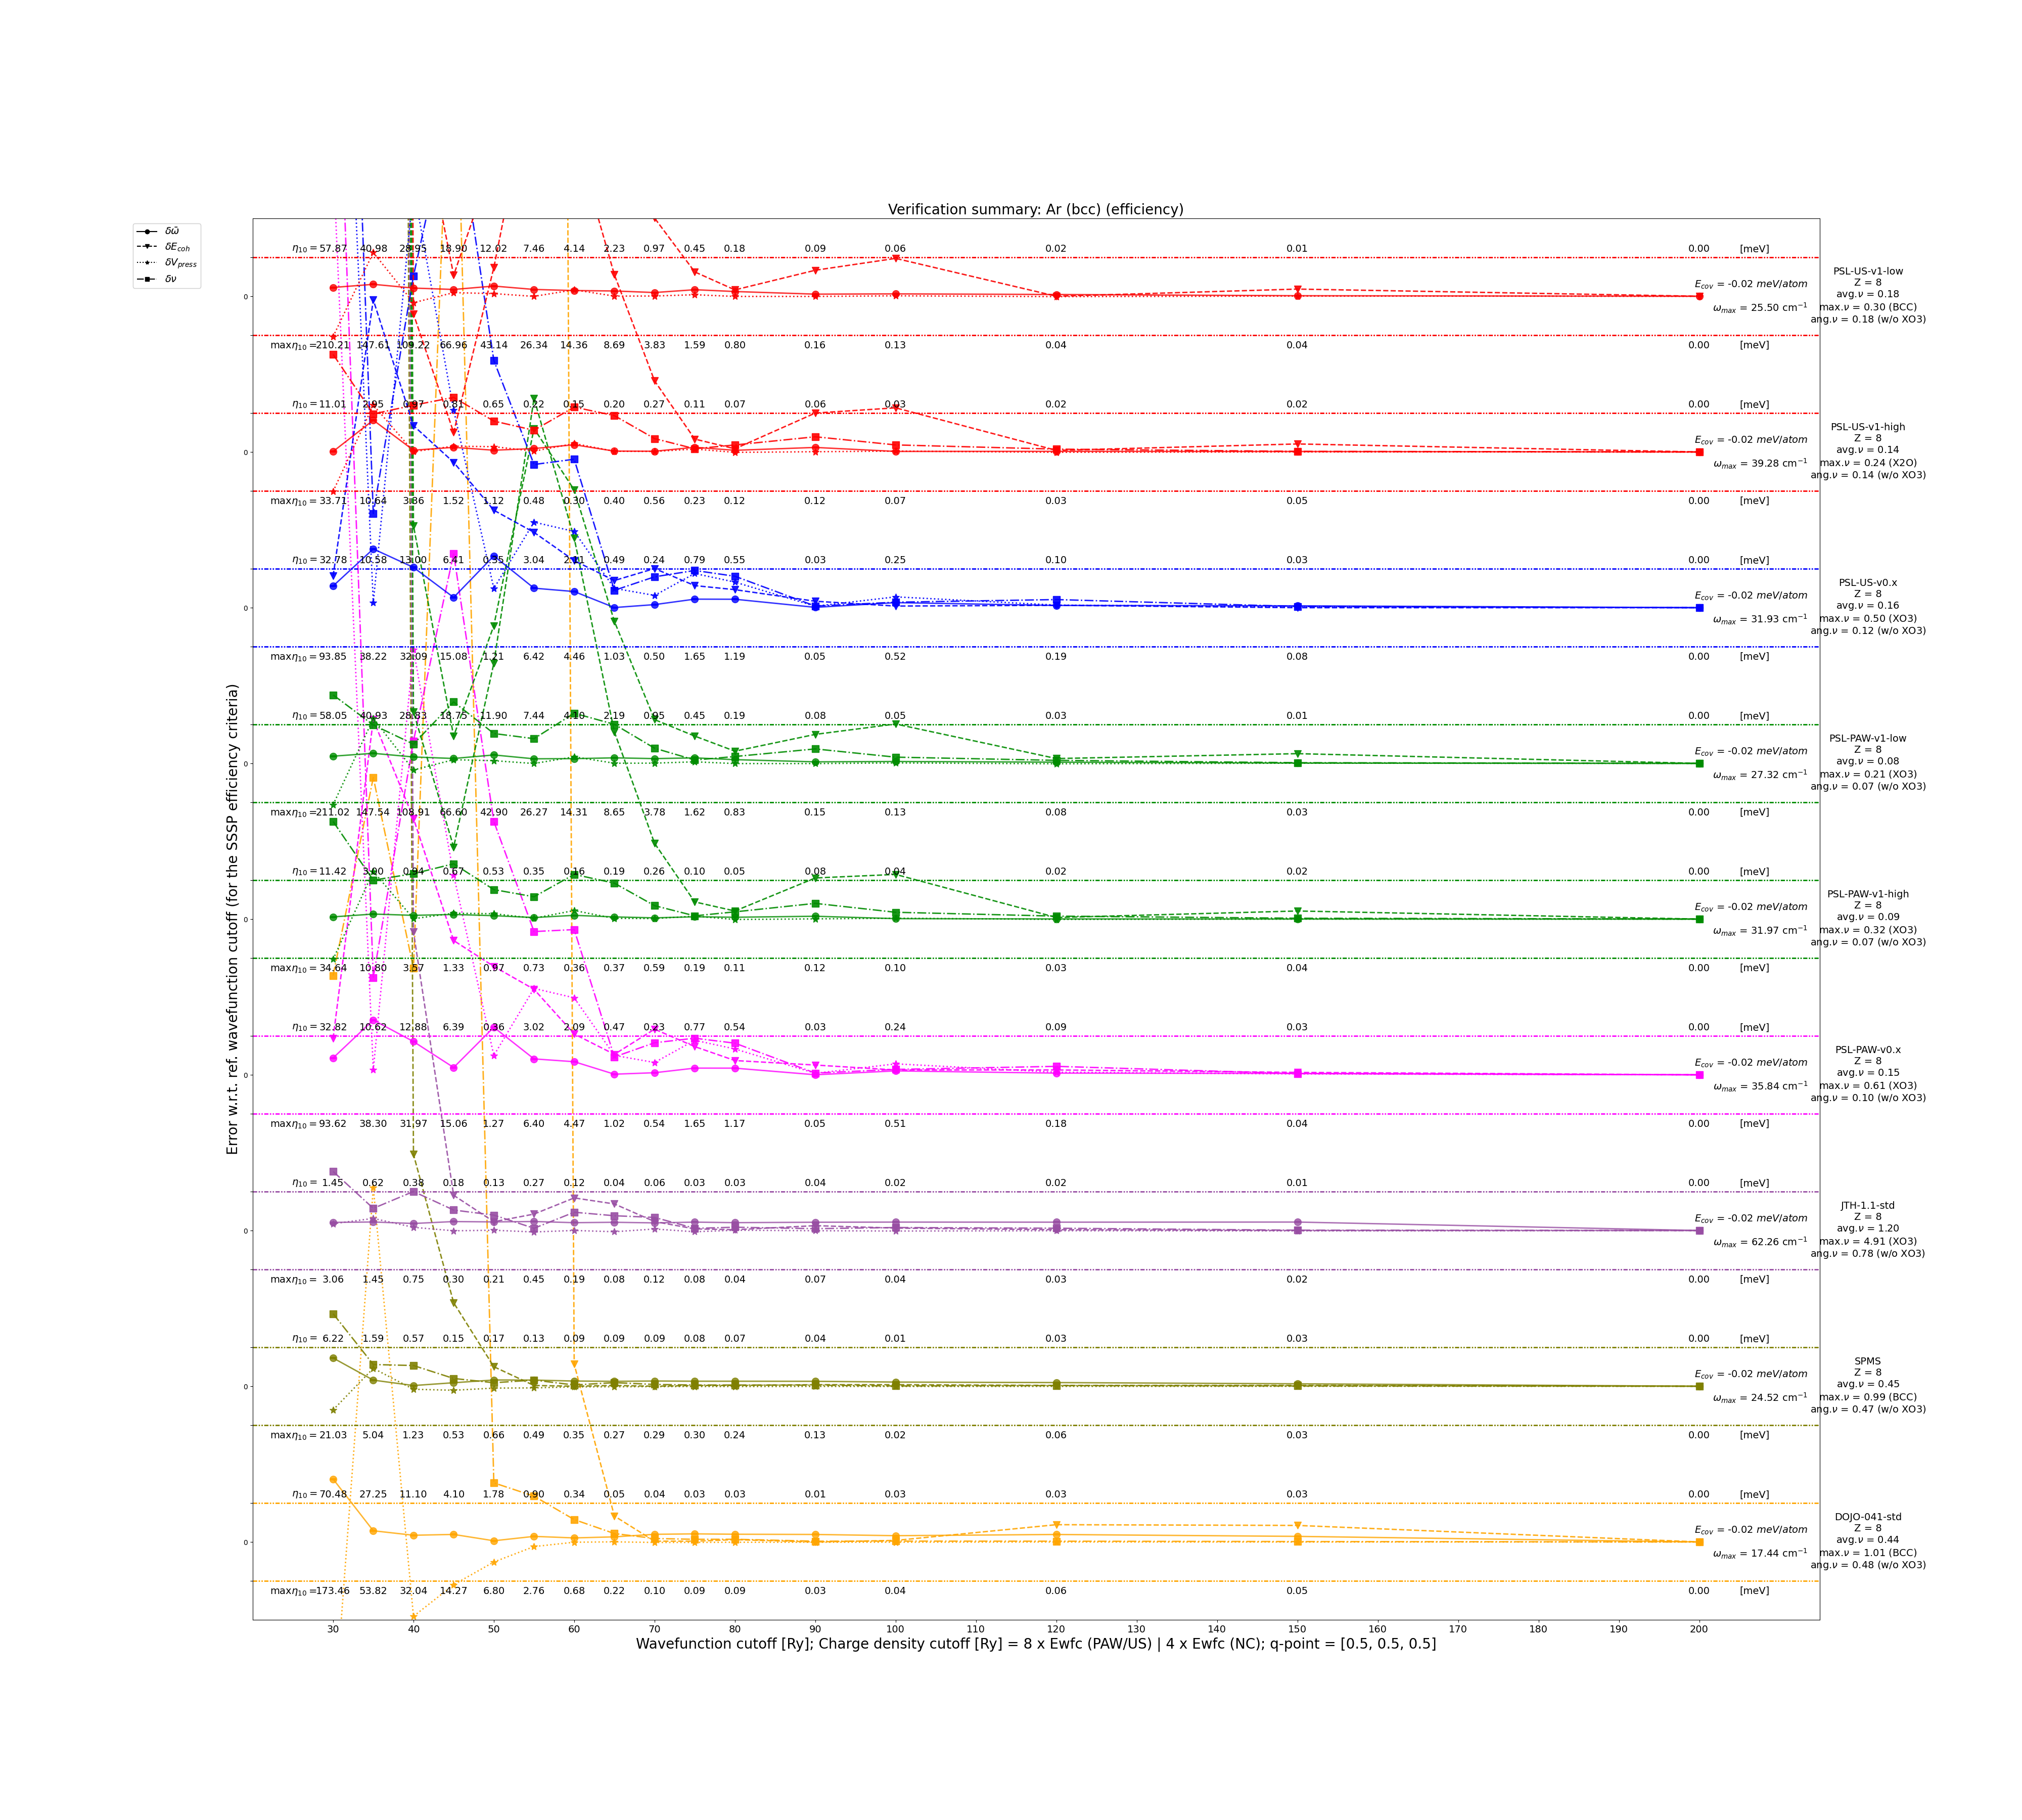 Verification summary: Ar (bcc) (efficiency)
δω̄
δE_coh
δV_press
δν
Error w.r.t. ref. wavefunction cutoff (for the SSSP efficiency criteria)
η₁₀ = 57.87 40.98 28.95 18.90 12.02 7.46 4.14 2.23 0.97 0.45 0.18 0.09 0.06 0.02 0.01 0.00 [meV]
0
E_cov = -0.02 meV/atom
ω_max = 25.50 cm⁻¹
PSL-US-v1-low
Z = 8
avg.ν = 0.18
max.ν = 0.30 (BCC)
ang.ν = 0.18 (w/o XO3)
maxη₁₀ =210.21 147.61 109.22 66.96 43.14 26.34 14.36 8.69 3.83 1.59 0.80 0.16 0.13 0.04 0.04 0.00 [meV]
η₁₀ = 11.01 2.95 0.97 0.81 0.65 0.22 0.15 0.20 0.27 0.11 0.07 0.06 0.03 0.02 0.02 0.00 [meV]
0
E_cov = -0.02 meV/atom
ω_max = 39.28 cm⁻¹
PSL-US-v1-high
Z = 8
avg.ν = 0.14
max.ν = 0.24 (X2O)
ang.ν = 0.14 (w/o XO3)
maxη₁₀ = 33.71 10.64 3.36 1.52 1.12 0.48 0.30 0.40 0.56 0.23 0.12 0.12 0.07 0.03 0.05 0.00 [meV]
η₁₀ = 32.78 10.58 13.00 6.41 0.35 3.04 2.11 0.49 0.24 0.79 0.55 0.03 0.25 0.10 0.03 0.00 [meV]
0
E_cov = -0.02 meV/atom
ω_max = 31.93 cm⁻¹
PSL-US-v0.x
Z = 8
avg.ν = 0.16
max.ν = 0.50 (XO3)
ang.ν = 0.12 (w/o XO3)
maxη₁₀ = 93.85 38.22 32.09 15.08 1.21 6.42 4.46 1.03 0.50 1.65 1.19 0.05 0.52 0.19 0.08 0.00 [meV]
η₁₀ = 58.05 40.93 28.83 18.75 11.90 7.44 4.10 2.19 0.95 0.45 0.19 0.08 0.05 0.03 0.01 0.00 [meV]
0
E_cov = -0.02 meV/atom
ω_max = 27.32 cm⁻¹
PSL-PAW-v1-low
Z = 8
avg.ν = 0.08
max.ν = 0.21 (XO3)
ang.ν = 0.07 (w/o XO3)
maxη₁₀ =211.02 147.54 108.91 66.60 42.90 26.27 14.31 8.65 3.78 1.62 0.83 0.15 0.13 0.08 0.03 0.00 [meV]
η₁₀ = 11.42 3.00 0.94 0.67 0.53 0.35 0.16 0.19 0.26 0.10 0.05 0.08 0.04 0.02 0.02 0.00 [meV]
0
E_cov = -0.02 meV/atom
ω_max = 31.97 cm⁻¹
PSL-PAW-v1-high
Z = 8
avg.ν = 0.09
max.ν = 0.32 (XO3)
ang.ν = 0.07 (w/o XO3)
maxη₁₀ = 34.64 10.80 3.57 1.33 0.97 0.73 0.36 0.37 0.59 0.19 0.11 0.12 0.10 0.03 0.04 0.00 [meV]
η₁₀ = 32.82 10.62 12.88 6.39 0.36 3.02 2.09 0.47 0.23 0.77 0.54 0.03 0.24 0.09 0.03 0.00 [meV]
0
E_cov = -0.02 meV/atom
ω_max = 35.84 cm⁻¹
PSL-PAW-v0.x
Z = 8
avg.ν = 0.15
max.ν = 0.61 (XO3)
ang.ν = 0.10 (w/o XO3)
maxη₁₀ = 93.62 38.30 31.97 15.06 1.27 6.40 4.47 1.02 0.54 1.65 1.17 0.05 0.51 0.18 0.04 0.00 [meV]
η₁₀ = 1.45 0.62 0.38 0.18 0.13 0.27 0.12 0.04 0.06 0.03 0.03 0.04 0.02 0.02 0.01 0.00 [meV]
0
E_cov = -0.02 meV/atom
ω_max = 62.26 cm⁻¹
JTH-1.1-std
Z = 8
avg.ν = 1.20
max.ν = 4.91 (XO3)
ang.ν = 0.78 (w/o XO3)
maxη₁₀ = 3.06 1.45 0.75 0.30 0.21 0.45 0.19 0.08 0.12 0.08 0.04 0.07 0.04 0.03 0.02 0.00 [meV]
η₁₀ = 6.22 1.59 0.57 0.15 0.17 0.13 0.09 0.09 0.09 0.08 0.07 0.04 0.01 0.03 0.03 0.00 [meV]
0
E_cov = -0.02 meV/atom
ω_max = 24.52 cm⁻¹
SPMS
Z = 8
avg.ν = 0.45
max.ν = 0.99 (BCC)
ang.ν = 0.47 (w/o XO3)
maxη₁₀ = 21.03 5.04 1.23 0.53 0.66 0.49 0.35 0.27 0.29 0.30 0.24 0.13 0.02 0.06 0.03 0.00 [meV]
η₁₀ = 70.48 27.25 11.10 4.10 1.78 0.90 0.34 0.05 0.04 0.03 0.03 0.01 0.03 0.03 0.03 0.00 [meV]
0
E_cov = -0.02 meV/atom
ω_max = 17.44 cm⁻¹
DOJO-041-std
Z = 8
avg.ν = 0.44
max.ν = 1.01 (BCC)
ang.ν = 0.48 (w/o XO3)
maxη₁₀ =173.46 53.82 32.04 14.27 6.80 2.76 0.68 0.22 0.10 0.09 0.09 0.03 0.04 0.06 0.05 0.00 [meV]
30 40 50 60 70 80 90 100 110 120 130 140 150 160 170 180 190 200
Wavefunction cutoff [Ry]; Charge density cutoff [Ry] = 8 x Ewfc (PAW/US) | 4 x Ewfc (NC); q-point = [0.5, 0.5, 0.5]